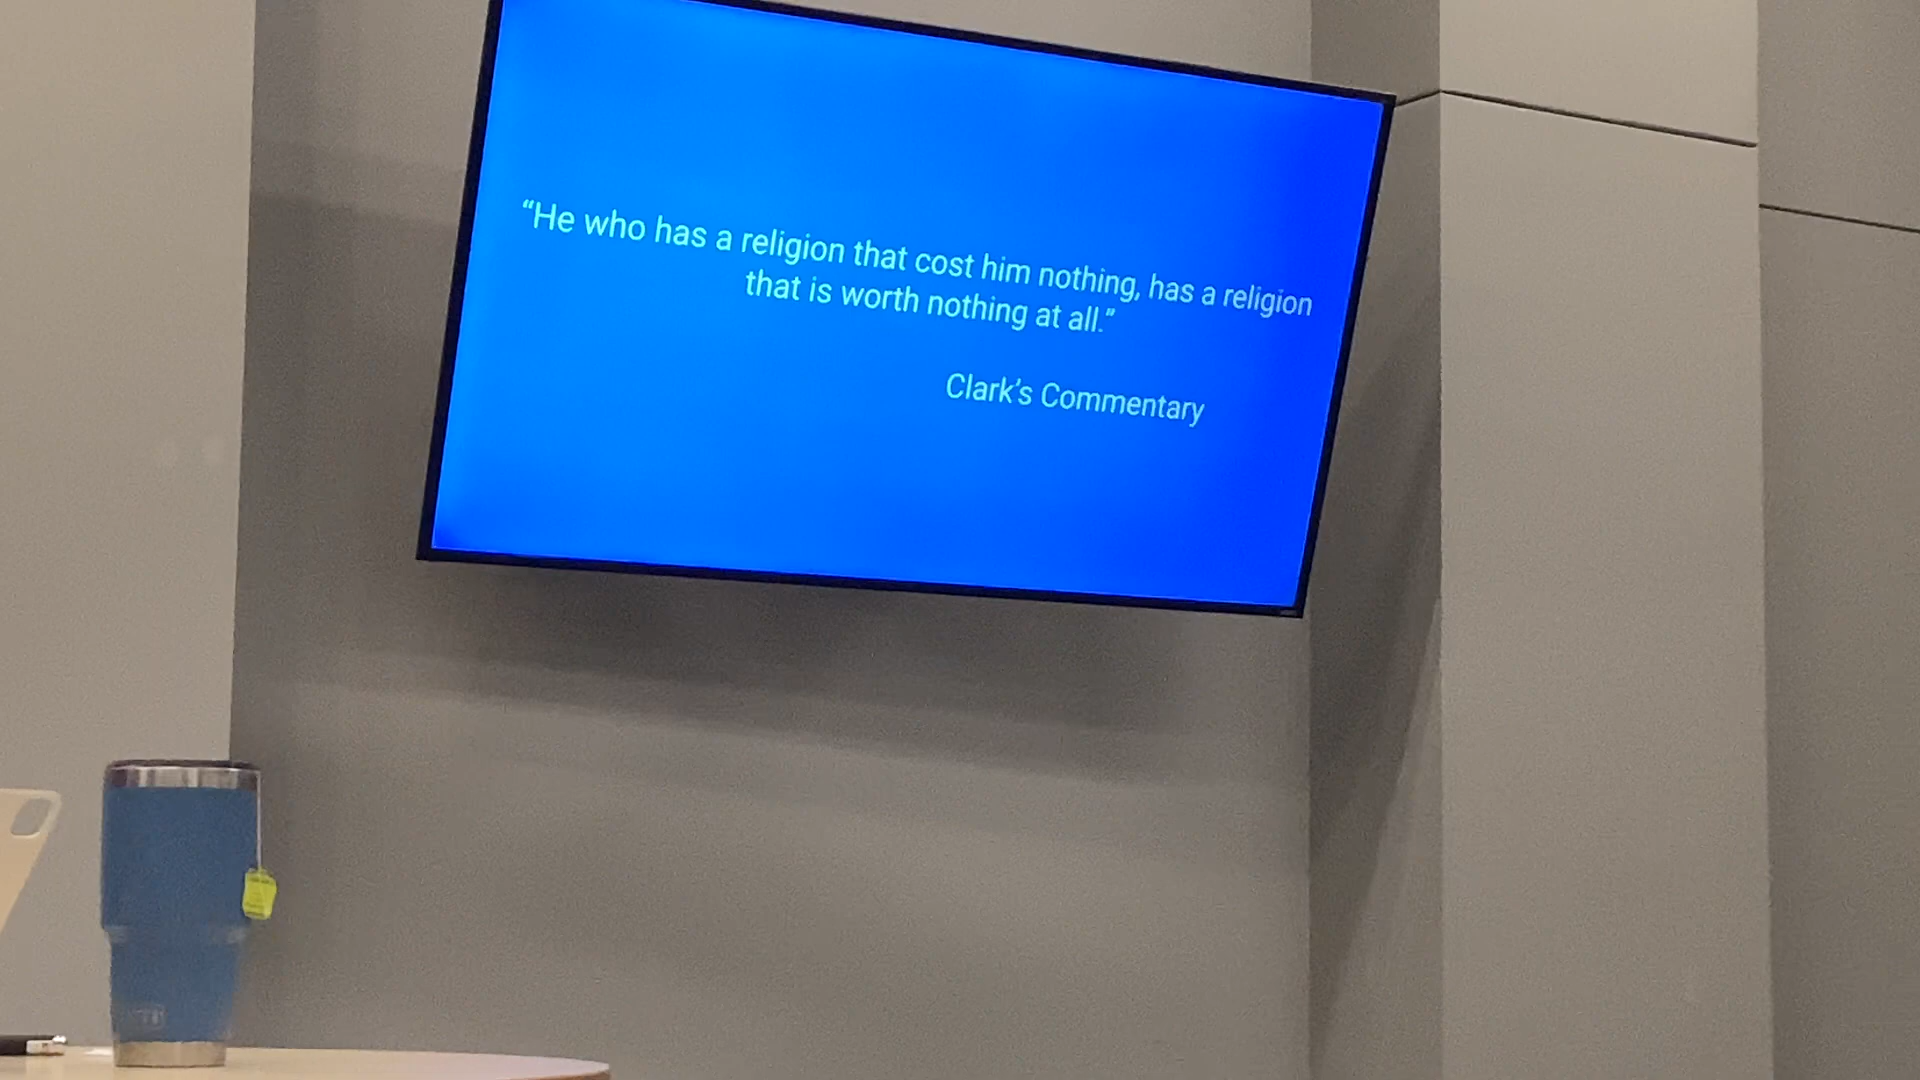 “He who has a religion that cost him nothing, has a religion
that is worth nothing at all.”
Clark’s Commentary